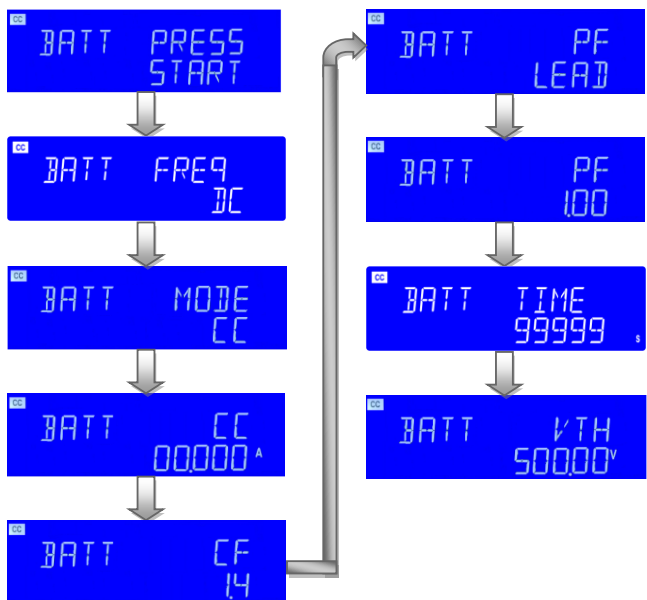 CC
BATT PRESS
START
CC
BATT FREQ
DC
CC
BATT MODE
CC
CC
BATT CC
00.000 A
CC
BATT CF
1.4
CC
BATT PF
LEAD
CC
BATT PF
1.00
CC
BATT TIME
99999 s
CC
BATT VTH
500.00 V